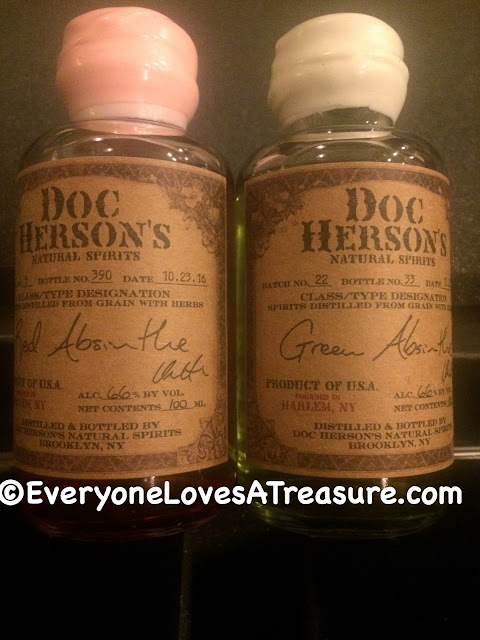 DOC
HERSON'S
NATURAL SPIRITS
BOTTLE NO. 390 DATE 10.23.16
CLASS/TYPE DESIGNATION
DISTILLED FROM GRAIN WITH HERBS
Red Absinthe
OF U.S.A.
ALC. 66% BY VOL.
NET CONTENTS 100 ML
DISTILLED & BOTTLED BY
DOC HERSON'S NATURAL SPIRITS
BROOKLYN, NY
DOC
HERSON'S
NATURAL SPIRITS
BATCH NO. 22 BOTTLE NO. 33 DATE
CLASS/TYPE DESIGNATION
SPIRITS DISTILLED FROM GRAIN WITH
Green Absinthe
PRODUCT OF U.S.A.
FOUNDED IN
HARLEM, NY
ALC. 66% BY VOL.
NET CONTENTS
DISTILLED & BOTTLED BY
DOC HERSON'S NATURAL SPIRITS
BROOKLYN, NY
©EveryoneLovesATreasure.com